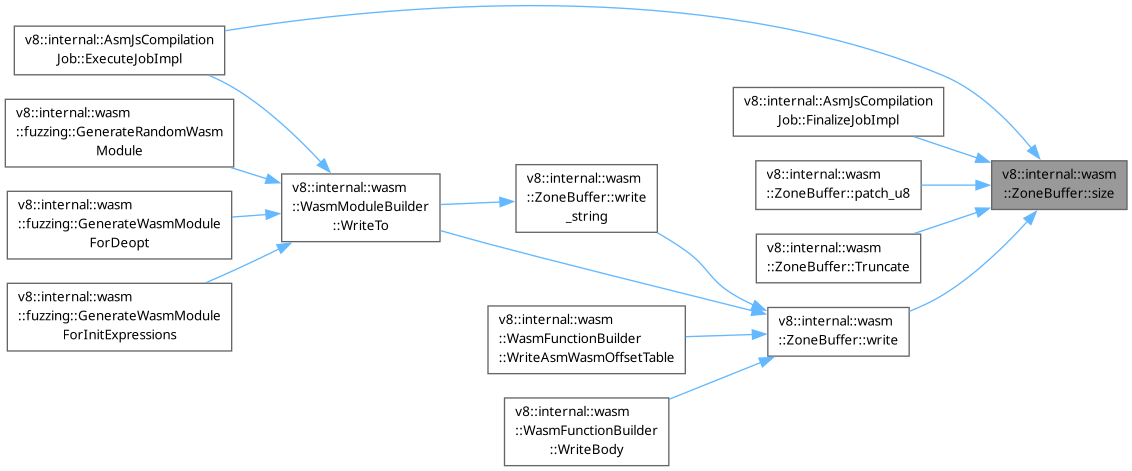 v8::internal::AsmJsCompilation
Job::ExecuteJobImpl
v8::internal::wasm
::fuzzing::GenerateRandomWasm
Module
v8::internal::wasm
::fuzzing::GenerateWasmModule
ForDeopt
v8::internal::wasm
::fuzzing::GenerateWasmModule
ForInitExpressions
v8::internal::wasm
::WasmModuleBuilder
::WriteTo
v8::internal::wasm
::ZoneBuffer::write
_string
v8::internal::wasm
::WasmFunctionBuilder
::WriteAsmWasmOffsetTable
v8::internal::wasm
::WasmFunctionBuilder
::WriteBody
v8::internal::AsmJsCompilation
Job::FinalizeJobImpl
v8::internal::wasm
::ZoneBuffer::patch_u8
v8::internal::wasm
::ZoneBuffer::Truncate
v8::internal::wasm
::ZoneBuffer::write
v8::internal::wasm
::ZoneBuffer::size